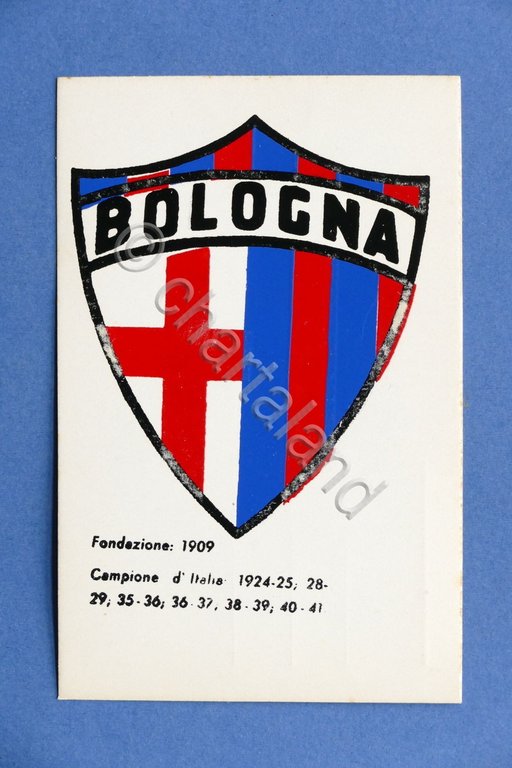 BOLOGNA
© chartaland
Fondazione: 1909
Campione d'Italia: 1924-25; 28-
29; 35-36; 36-37, 38-39; 40-41